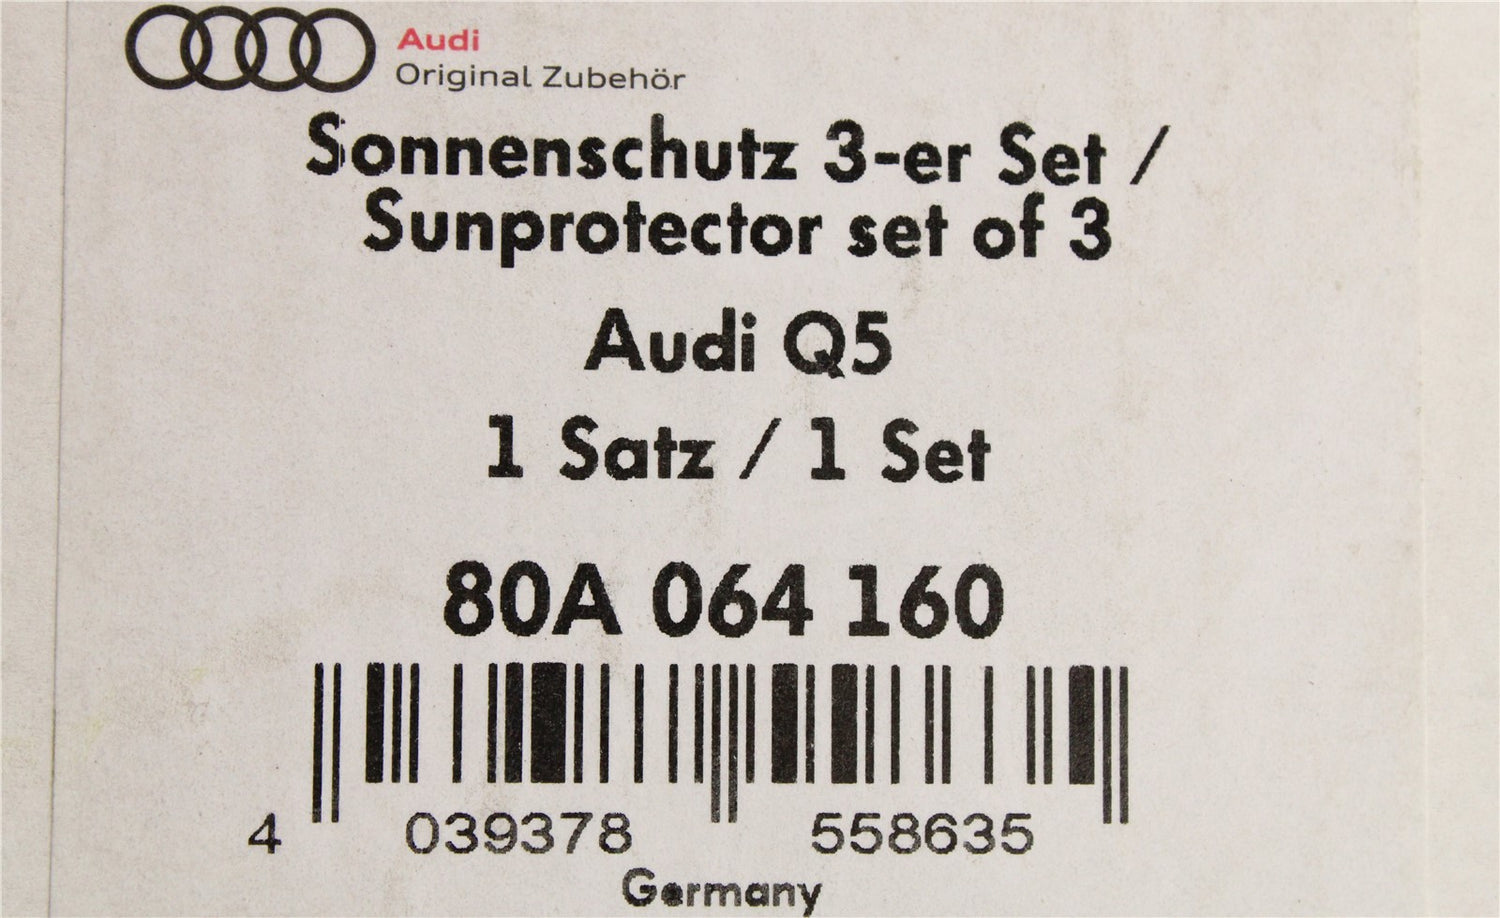 Audi
Original Zubehör
Sonnenschutz 3-er Set /
Sunprotector set of 3
Audi Q5
1 Satz / 1 Set
80A 064 160
4 039378 558635
Germany